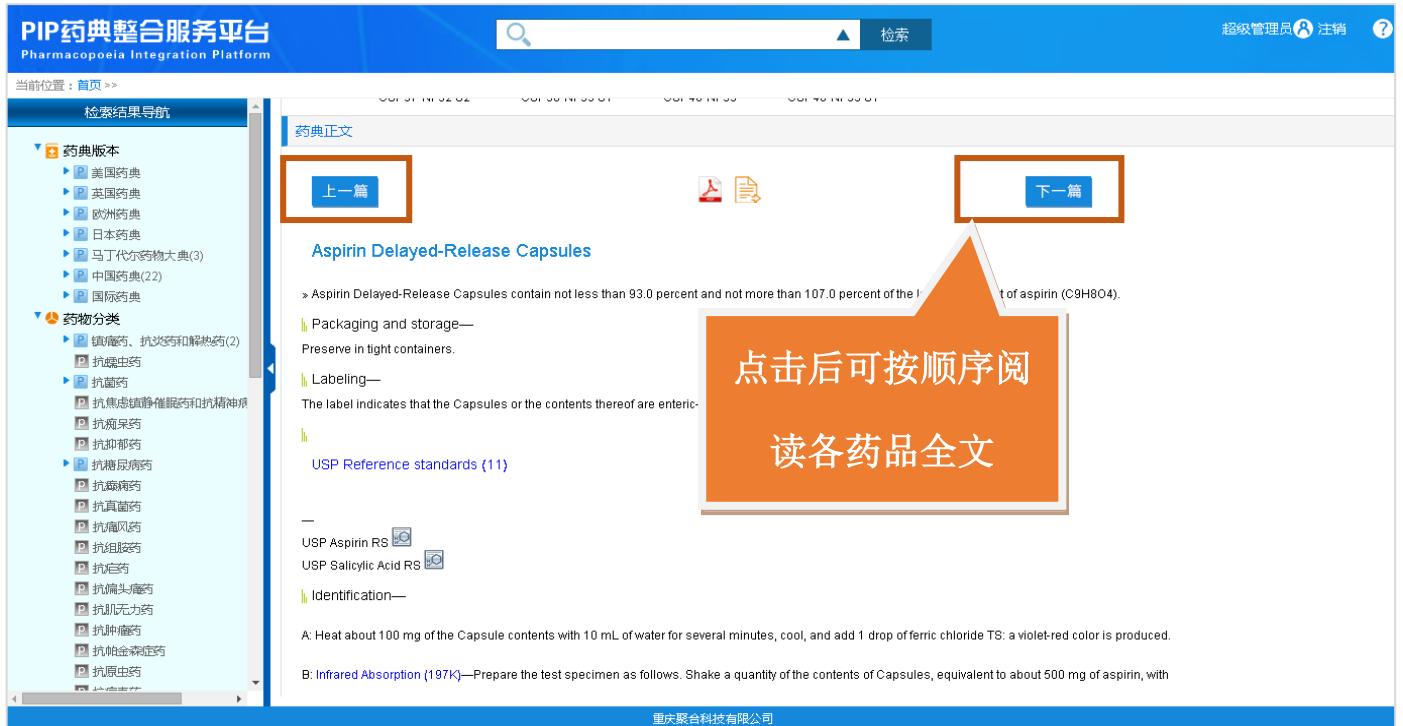 PIP药典整合服务平台
Pharmacopoeia Integration Platform
检索
超级管理员 注销
当前位置：首页 >>
检索结果导航
药典版本
美国药典
英国药典
欧洲药典
日本药典
马丁代尔药物大典(3)
中国药典(22)
国际药典
药物分类
镇痛药、抗炎药和解热药(2)
抗蠕虫药
抗菌药
抗焦虑镇静催眠药和抗精神病
抗痴呆药
抗抑郁药
抗糖尿病药
抗癫痫药
抗真菌药
抗痛风药
抗组胺药
抗疟药
抗偏头痛药
抗肌无力药
抗肿瘤药
抗帕金森症药
抗原虫药
药典正文
上一篇
下一篇
Aspirin Delayed-Release Capsules
» Aspirin Delayed-Release Capsules contain not less than 93.0 percent and not more than 107.0 percent of the t of aspirin (C9H8O4).
Packaging and storage—
Preserve in tight containers.
Labeling—
The label indicates that the Capsules or the contents thereof are enteric-
USP Reference standards ⟨11⟩
—
USP Aspirin RS
USP Salicylic Acid RS
Identification—
A: Heat about 100 mg of the Capsule contents with 10 mL of water for several minutes, cool, and add 1 drop of ferric chloride TS: a violet-red color is produced.
B: Infrared Absorption ⟨197K⟩—Prepare the test specimen as follows. Shake a quantity of the contents of Capsules, equivalent to about 500 mg of aspirin, with
点击后可按顺序阅
读各药品全文
重庆聚合科技有限公司